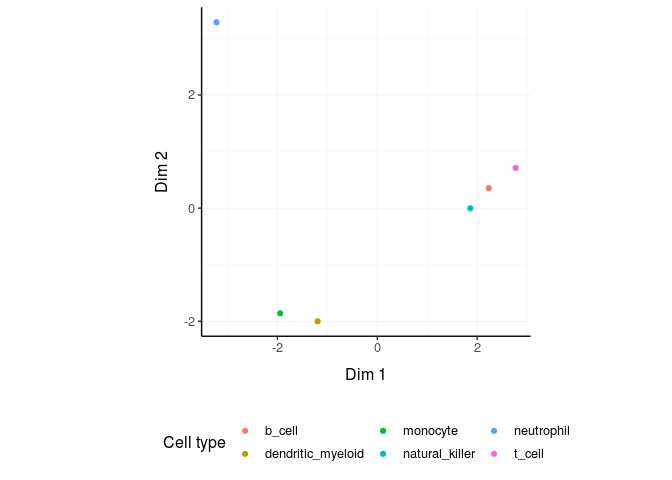 2
Dim 2
0
-2
-2 0 2
Dim 1
Cell type
b_cell monocyte neutrophil
dendritic_myeloid natural_killer t_cell